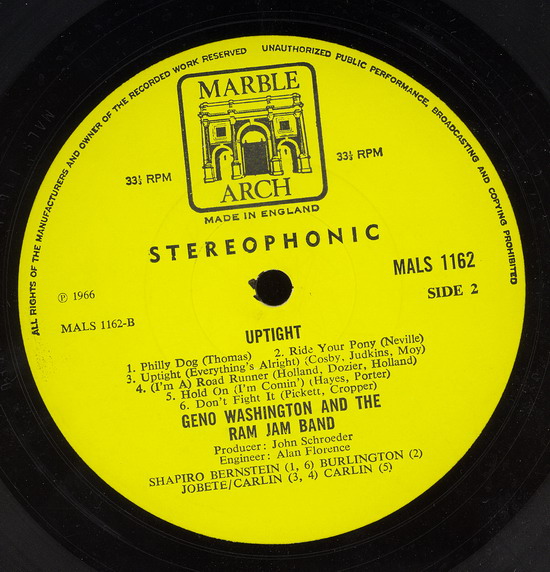 ALL RIGHTS OF THE MANUFACTURERS AND OWNER OF THE RECORDED WORK RESERVED   UNAUTHORIZED PUBLIC PERFORMANCE, BROADCASTING AND COPYING PROHIBITED
MARBLE
ARCH
33⅓ RPM
33⅓ RPM
MADE IN ENGLAND
STEREOPHONIC
MALS 1162
℗ 1966
SIDE 2
MALS 1162-B
UPTIGHT
1. Philly Dog (Thomas)   2. Ride Your Pony (Neville)
3. Uptight (Everything's Alright) (Cosby, Judkins, Moy)
4. (I'm A) Road Runner (Holland, Dozier, Holland)
5. Hold On (I'm Comin') (Hayes, Porter)
6. Don't Fight It (Pickett, Cropper)
GENO WASHINGTON AND THE
RAM JAM BAND
Producer: John Schroeder
Engineer: Alan Florence
SHAPIRO BERNSTEIN (1, 6) BURLINGTON (2)
JOBETE/CARLIN (3, 4) CARLIN (5)